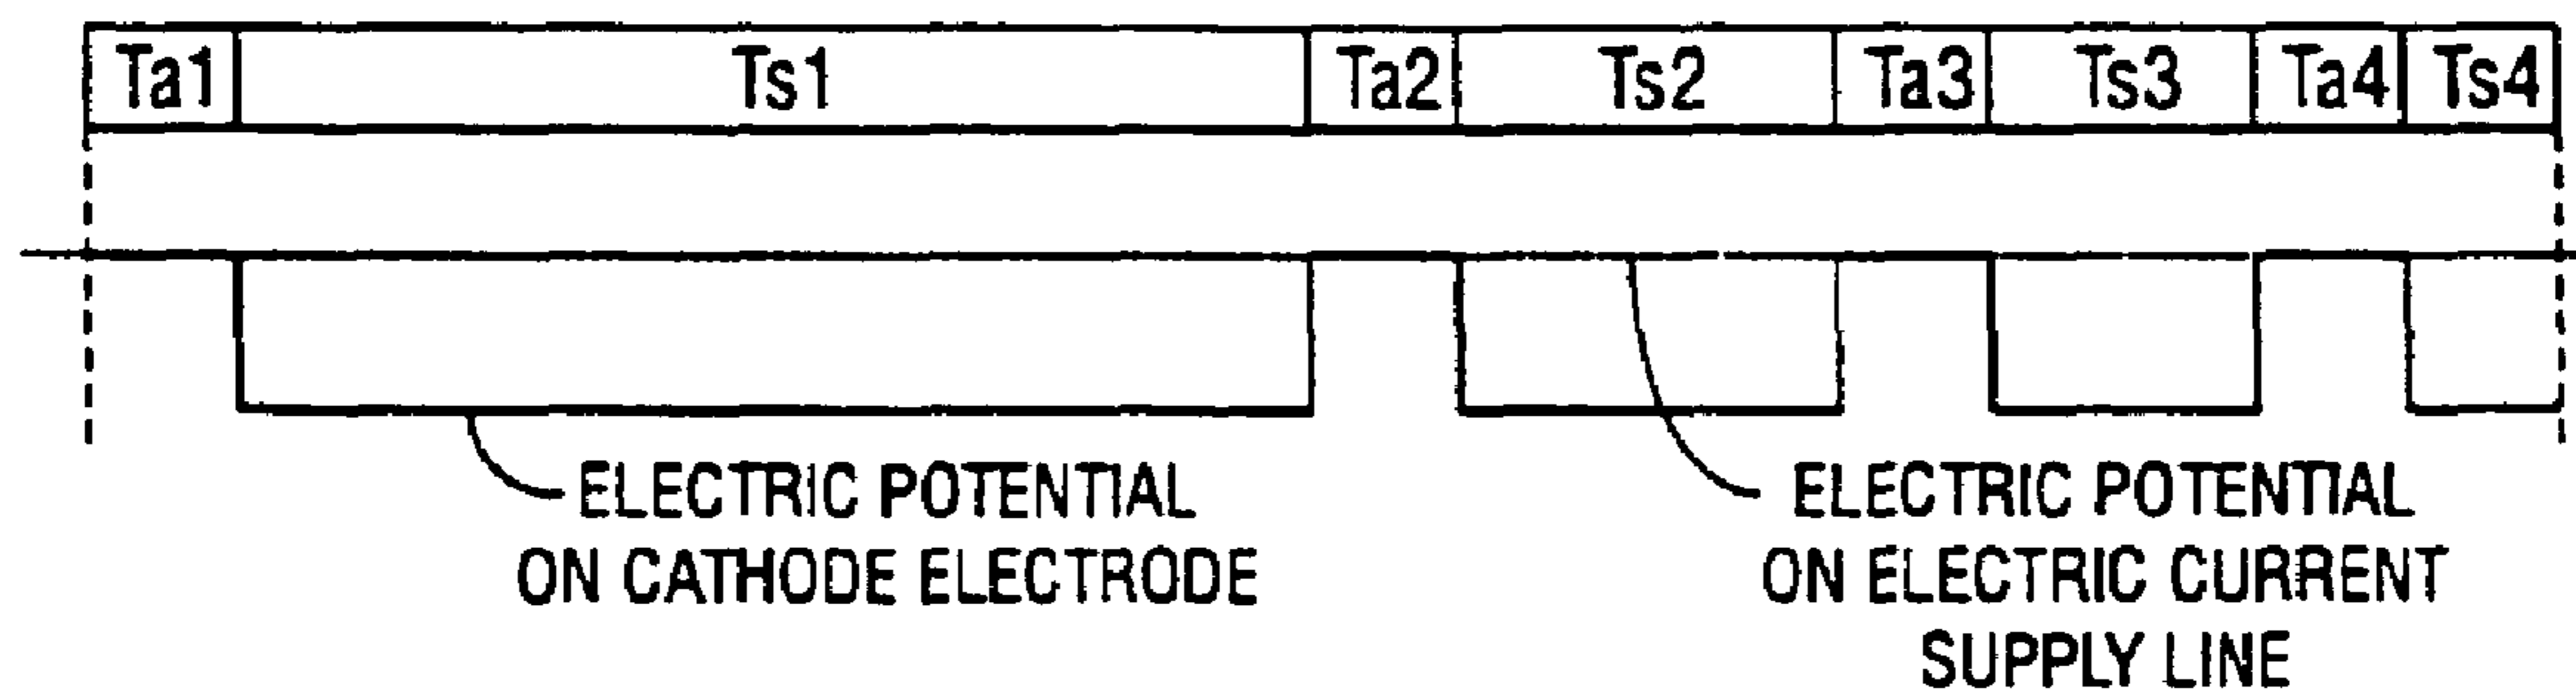 Ta1 Ts1 Ta2 Ts2 Ta3 Ts3 Ta4 Ts4
ELECTRIC POTENTIAL
ON CATHODE ELECTRODE
ELECTRIC POTENTIAL
ON ELECTRIC CURRENT
SUPPLY LINE